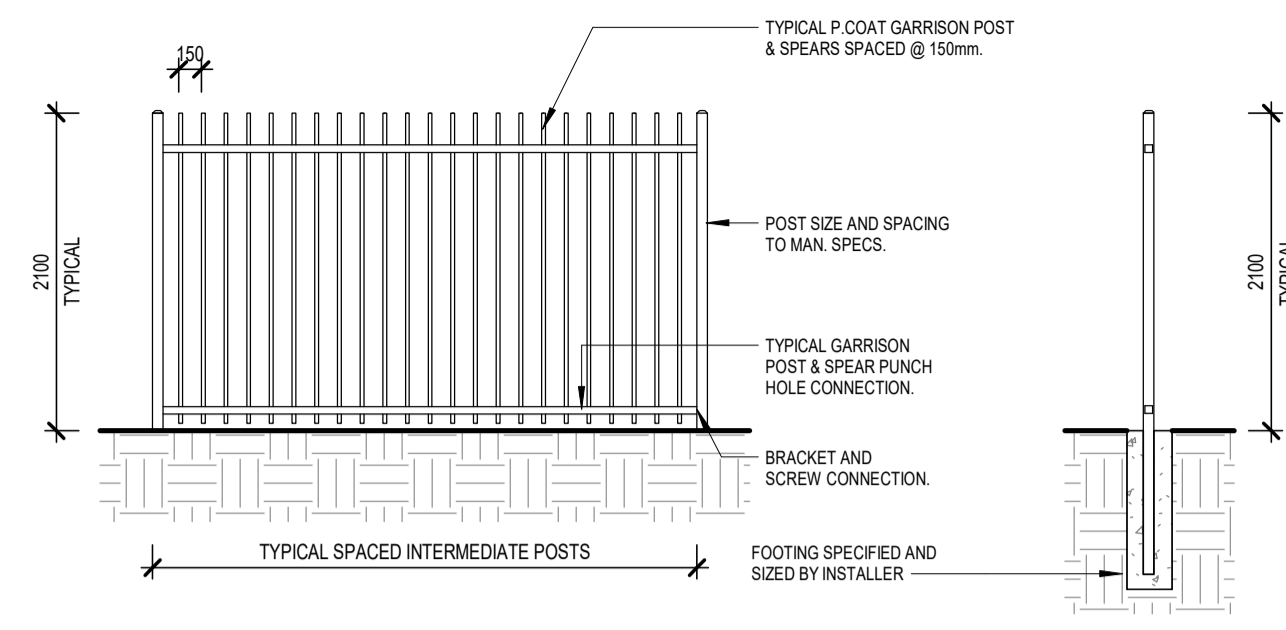 TYPICAL P.COAT GARRISON POST
& SPEARS SPACED @ 150mm.
150
2100
TYPICAL
POST SIZE AND SPACING
TO MAN. SPECS.
2100
TYPICAL
TYPICAL GARRISON
POST & SPEAR PUNCH
HOLE CONNECTION.
BRACKET AND
SCREW CONNECTION.
TYPICAL SPACED INTERMEDIATE POSTS
FOOTING SPECIFIED AND
SIZED BY INSTALLER